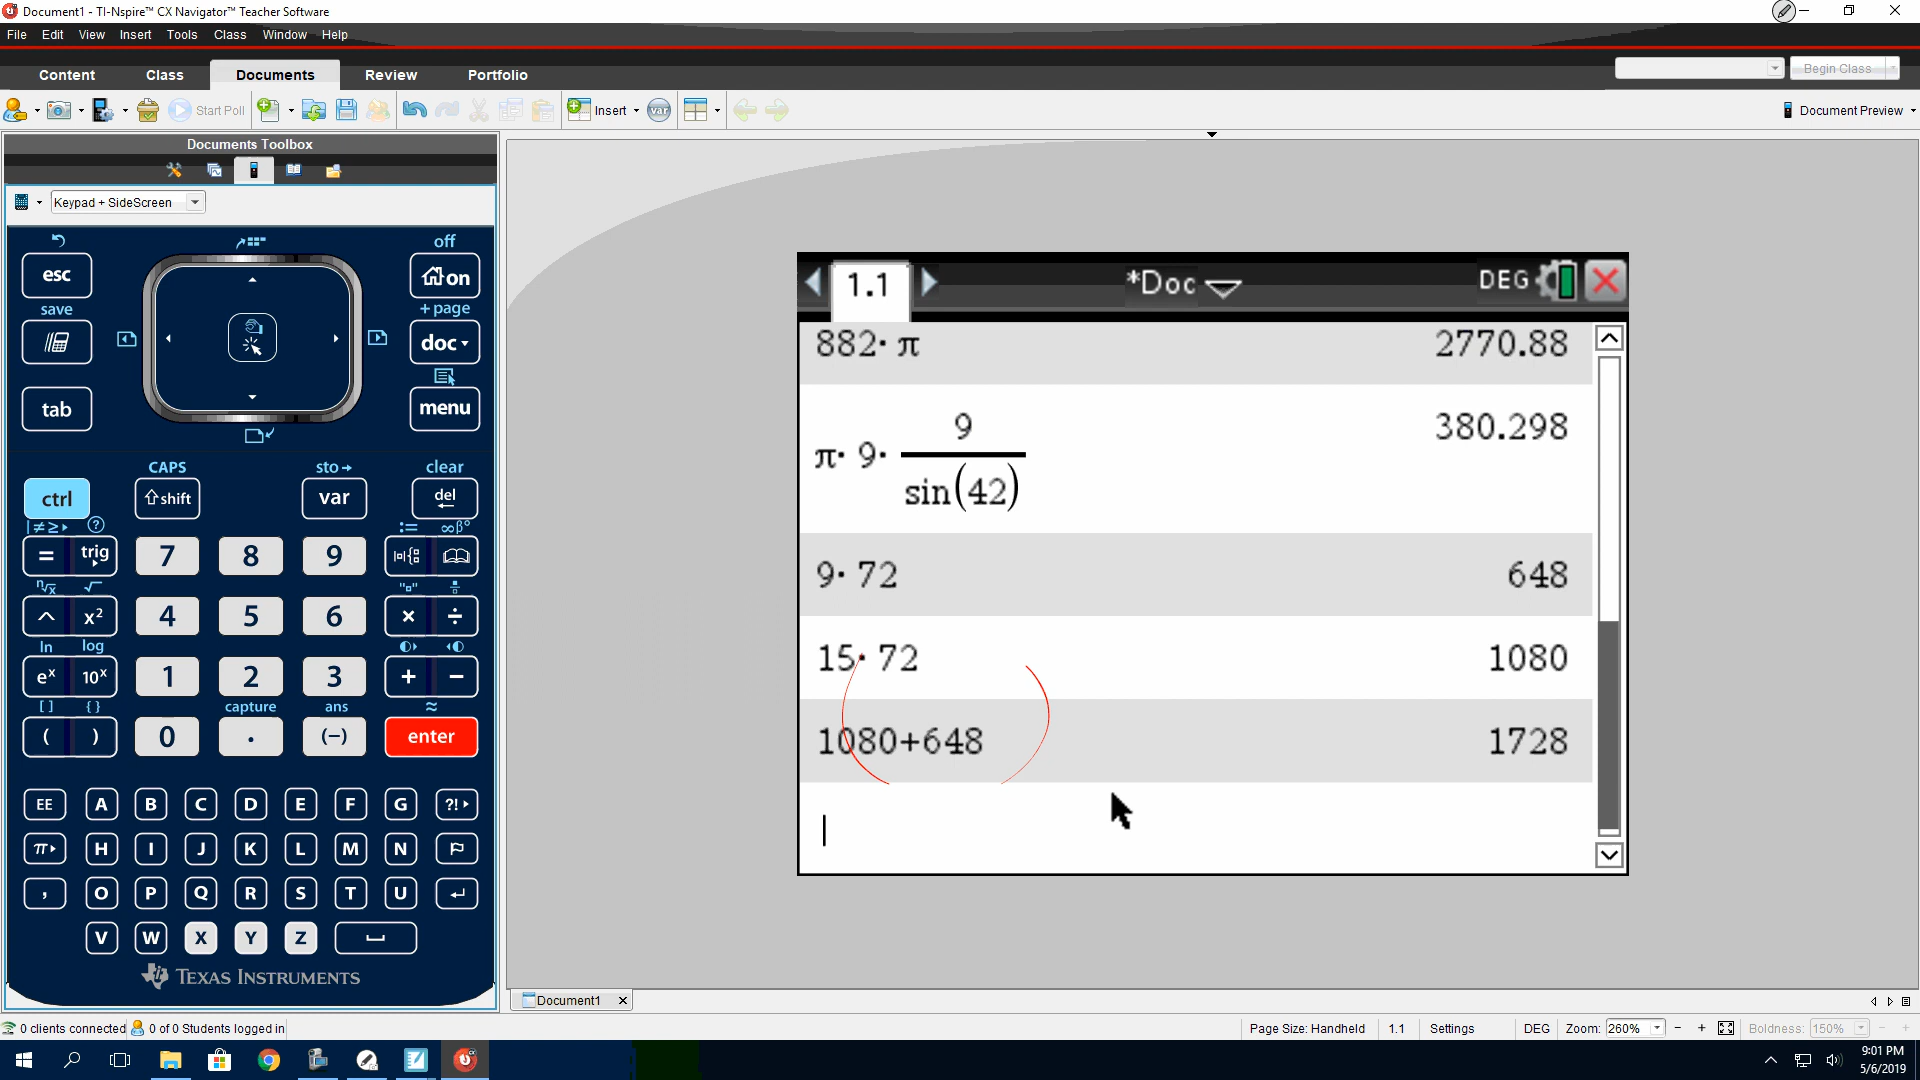 Document1 - TI-Nspire™ CX Navigator™ Teacher Software
File Edit View Insert Tools Class Window Help
Content Class Documents Review Portfolio Begin Class
Start Poll Insert var Document Preview
Documents Toolbox
Keypad + SideScreen
off
esc on
save + page
doc
tab menu
CAPS sto→ clear
ctrl ⇧shift var del
|≠≥▸ ? := ∞β°
= trig 7 8 9
ⁿ√x √ "▫"
^ x² 4 5 6 × ÷
ln log
eˣ 10ˣ 1 2 3 + −
[ ] { } capture ans ≈
( ) 0 . (−) enter
EE A B C D E F G ?!▸
π▸ H I J K L M N
, O P Q R S T U
V W X Y Z
TEXAS INSTRUMENTS
1.1 *Doc DEG
882· π 2770.88
π· 9· 9/sin(42) 380.298
9· 72 648
15· 72 1080
1080+648 1728
Document1
0 clients connected 0 of 0 Students logged in Page Size: Handheld 1.1 Settings DEG Zoom: 260% − + Boldness: 150% − +
9:01 PM
5/6/2019